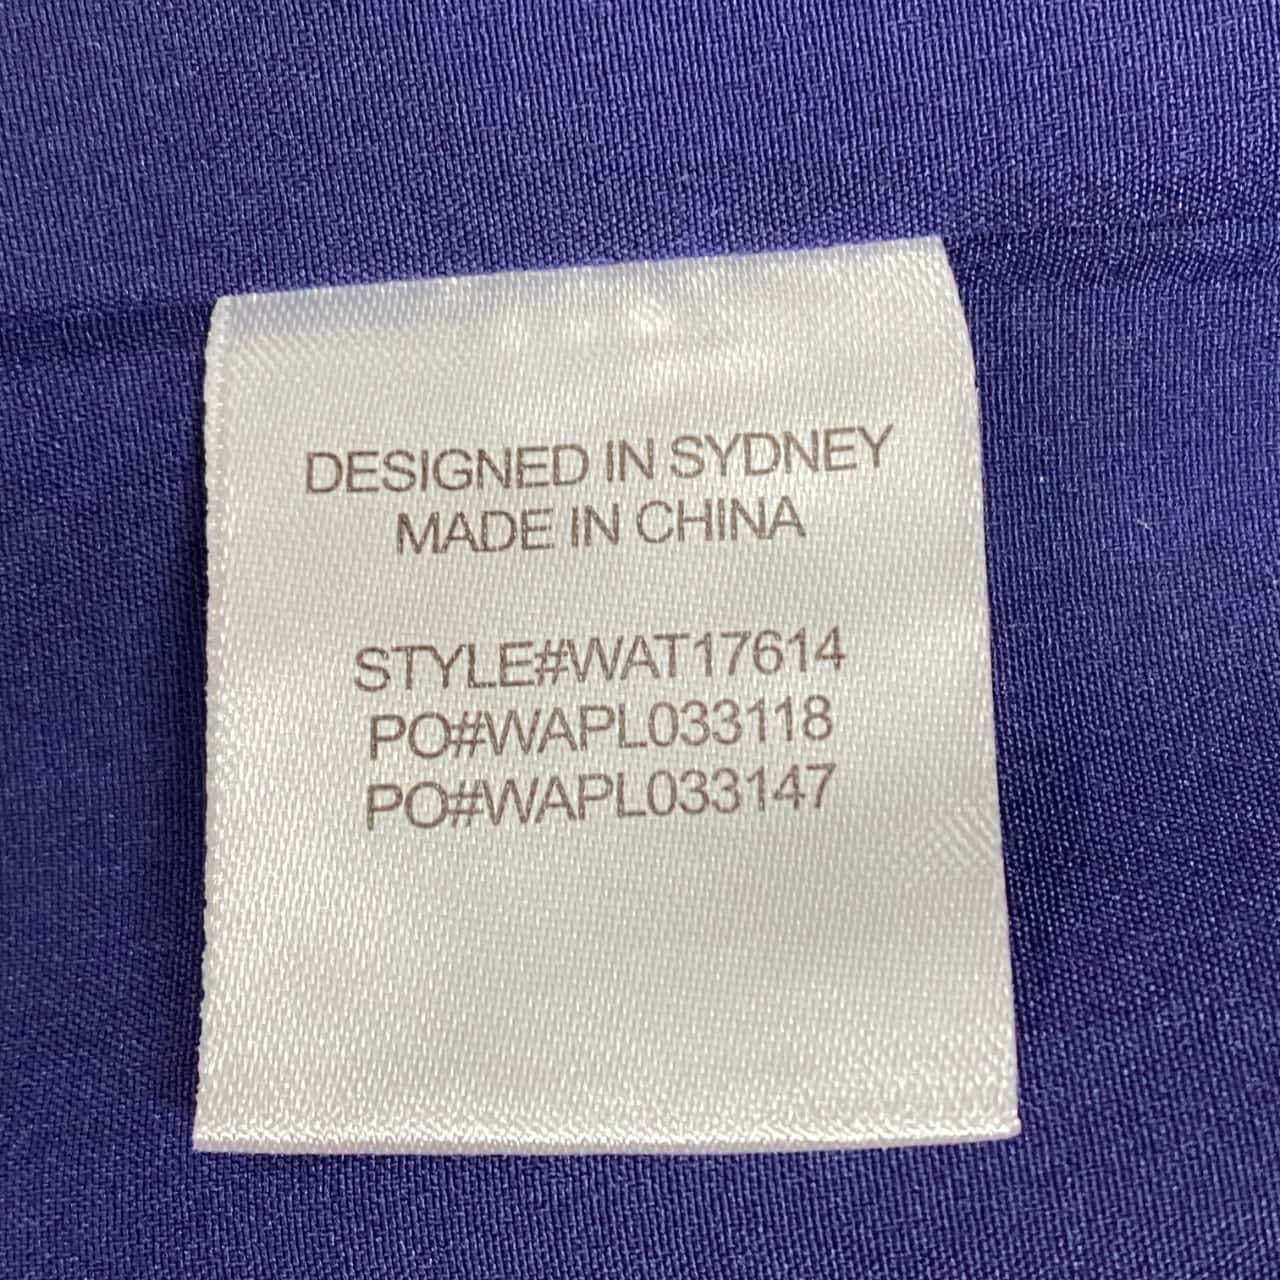 DESIGNED IN SYDNEY
MADE IN CHINA
STYLE#WAT17614
PO#WAPL033118
PO#WAPL033147